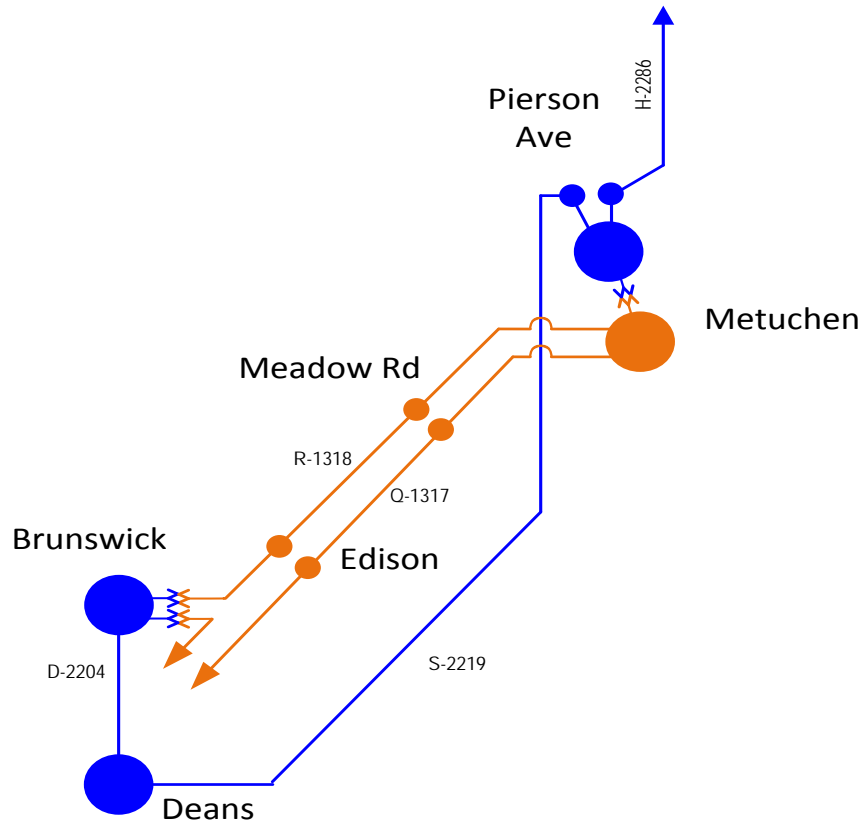 H-2286
Pierson
Ave
Metuchen
Meadow Rd
R-1318
Q-1317
Brunswick
Edison
D-2204
S-2219
Deans